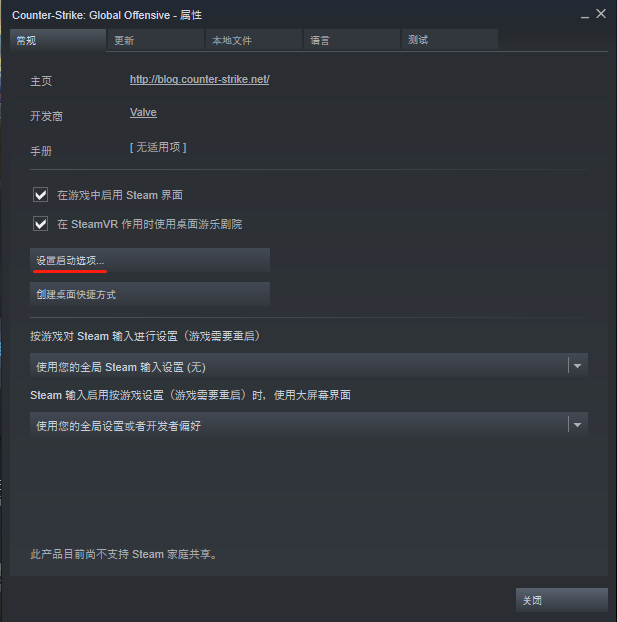 Counter-Strike: Global Offensive - 属性
常规 更新 本地文件 语言 测试
主页 http://blog.counter-strike.net/
开发商 Valve
手册 [ 无适用项 ]
在游戏中启用 Steam 界面
在 SteamVR 作用时使用桌面游乐剧院
设置启动选项...
创建桌面快捷方式
按游戏对 Steam 输入进行设置（游戏需要重启）
使用您的全局 Steam 输入设置 (无)
Steam 输入启用按游戏设置（游戏需要重启）时，使用大屏幕界面
使用您的全局设置或者开发者偏好
此产品目前尚不支持 Steam 家庭共享。
关闭